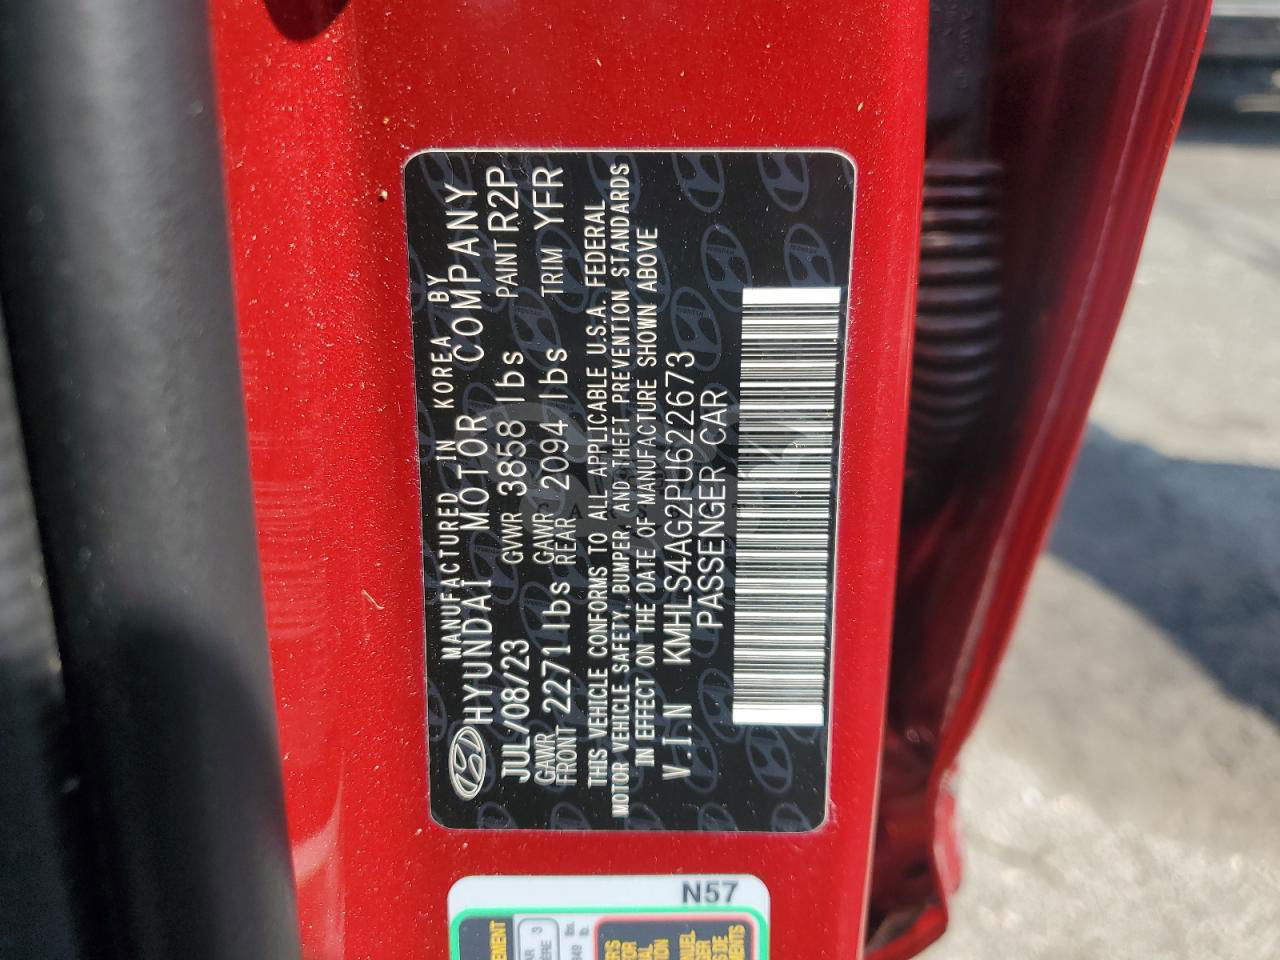 MANUFACTURED IN KOREA BY
HYUNDAI MOTOR COMPANY
JUL/08/23 GVWR 3858 lbs PAINT R2P
GAWR FRONT 2271 lbs GAWR REAR 2094 lbs TRIM YFR
THIS VEHICLE CONFORMS TO ALL APPLICABLE U.S.A. FEDERAL
MOTOR VEHICLE SAFETY, BUMPER, AND THEFT PREVENTION STANDARDS
IN EFFECT ON THE DATE OF MANUFACTURE SHOWN ABOVE
V.I.N KMHLS4AG2PU622673
PASSENGER CAR
N57